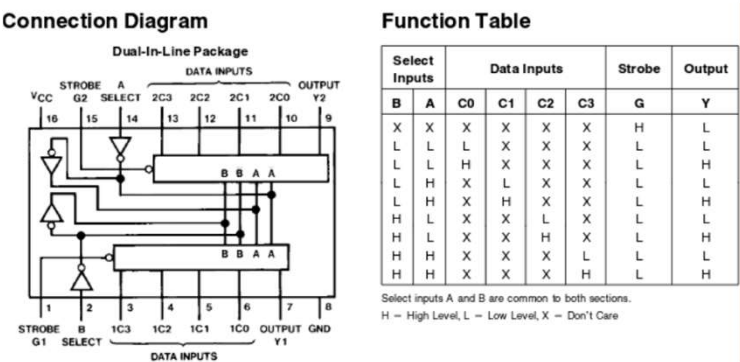 Connection Diagram
Dual-In-Line Package
DATA INPUTS
STROBE A OUTPUT
VCC G2 SELECT 2C3 2C2 2C1 2C0 Y2
16 15 14 13 12 11 10 9
B B A A
B B A A
1 2 3 4 5 6 7 8
STROBE B 1C3 1C2 1C1 1C0 OUTPUT GND
G1 SELECT Y1
DATA INPUTS
Function Table
Select Inputs Data Inputs Strobe Output
B A C0 C1 C2 C3 G Y
X X X X X X H L
L L L X X X L L
L L H X X X L H
L H X L X X L L
L H X H X X L H
H L X X L X L L
H L X X H X L H
H H X X X L L L
H H X X X H L H
Select inputs A and B are common to both sections.
H = High Level, L = Low Level, X = Don't Care